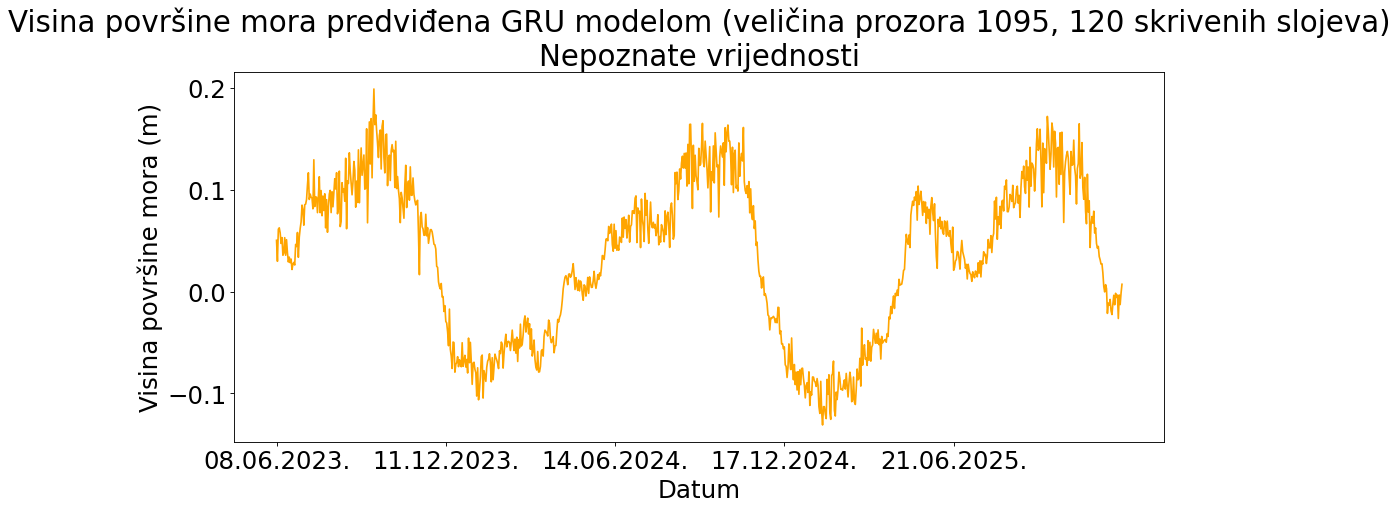 Visina površine mora predviđena GRU modelom (veličina prozora 1095, 120 skrivenih slojeva)
Nepoznate vrijednosti
Visina površine mora (m)
0.2
0.1
0.0
−0.1
08.06.2023. 11.12.2023. 14.06.2024. 17.12.2024. 21.06.2025.
Datum